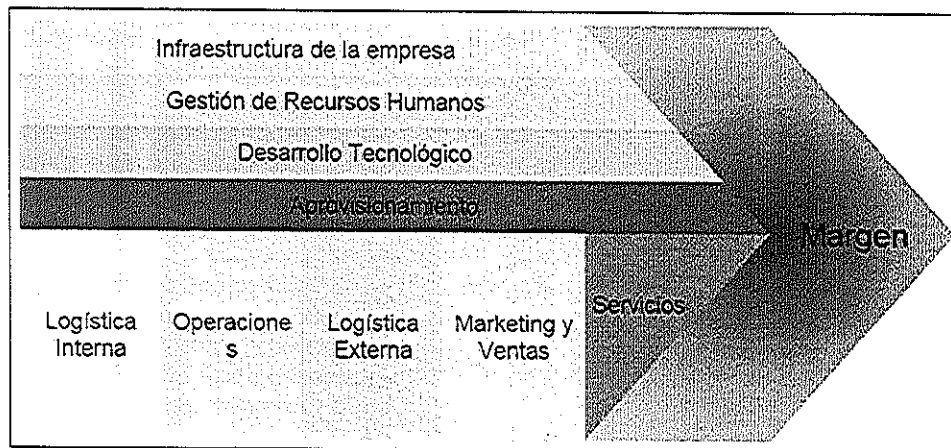 Infraestructura de la empresa
Gestión de Recursos Humanos
Desarrollo Tecnológico
Aprovisionamiento
Margen
Servicios
Logística
Interna
Operacione
s
Logística
Externa
Marketing y
Ventas